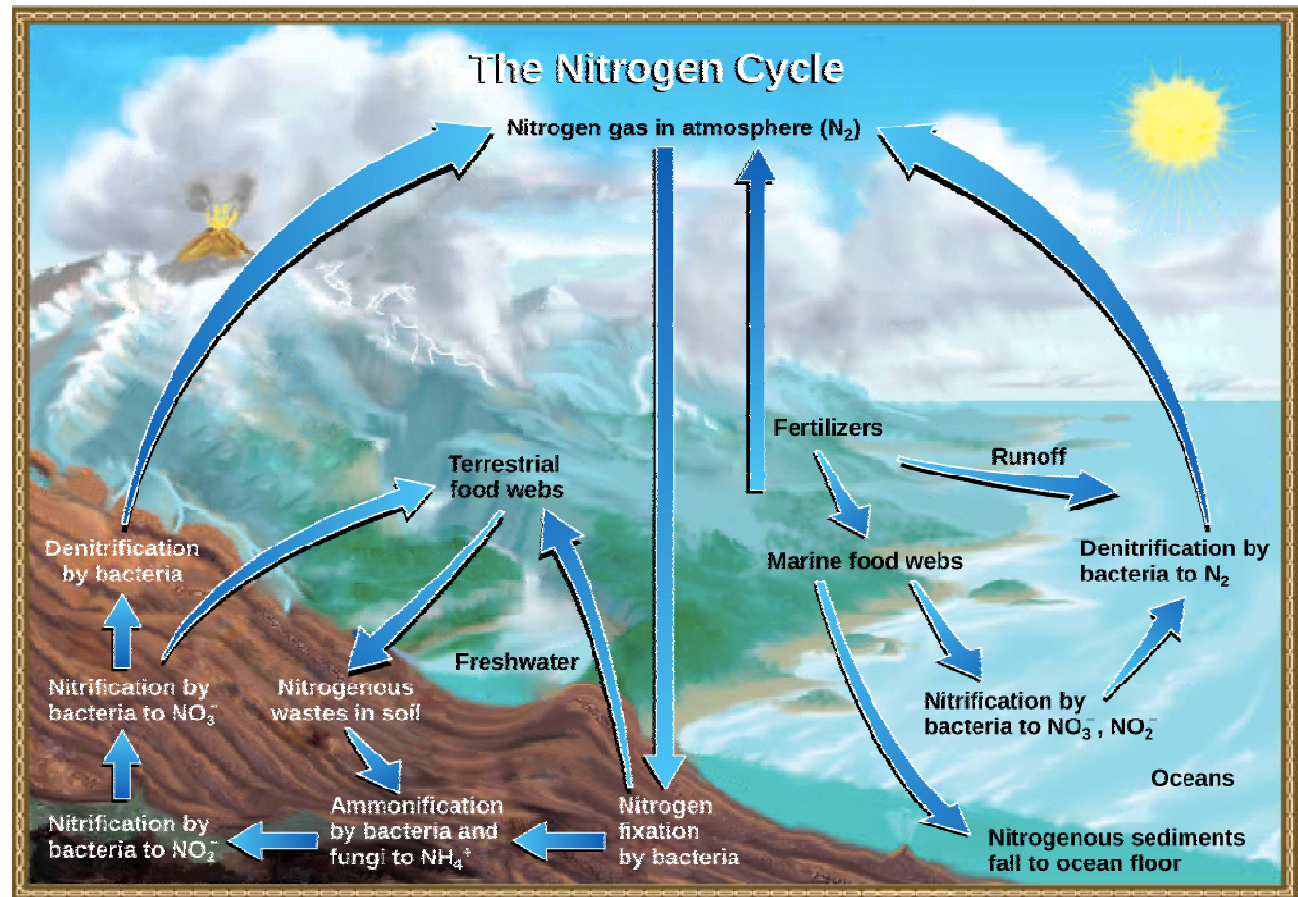 The Nitrogen Cycle
Nitrogen gas in atmosphere (N₂)
Fertilizers
Runoff
Terrestrial
food webs
Denitrification
by bacteria
Marine food webs
Denitrification by
bacteria to N₂
Freshwater
Nitrification by
bacteria to NO₃⁻
Nitrogenous
wastes in soil
Nitrification by
bacteria to NO₃⁻, NO₂⁻
Oceans
Nitrification by
bacteria to NO₂⁻
Ammonification
by bacteria and
fungi to NH₄⁺
Nitrogen
fixation
by bacteria
Nitrogenous sediments
fall to ocean floor